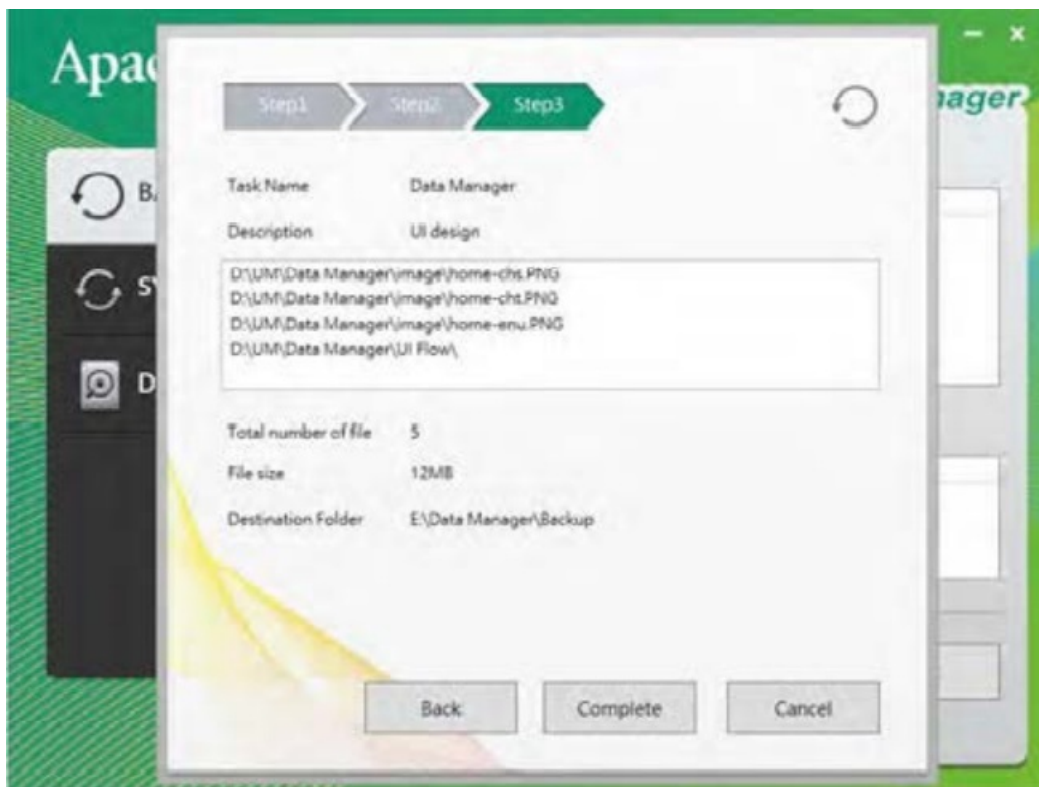 Apac
ager
Step1
Step2
Step3
BA
SY
D
Task Name Data Manager
Description UI design
D:\UM\Data Manager\image\home-chs.PNG
D:\UM\Data Manager\image\home-cht.PNG
D:\UM\Data Manager\image\home-enu.PNG
D:\UM\Data Manager\UI Flow\
Total number of file 5
File size 12MB
Destination Folder E:\Data Manager\Backup
Back
Complete
Cancel